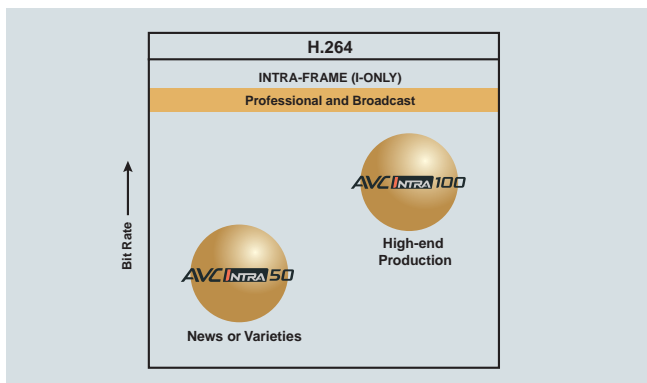 H.264
INTRA-FRAME (I-ONLY)
Professional and Broadcast
AVC INTRA 100
High-end
Production
Bit Rate
AVC INTRA 50
News or Varieties